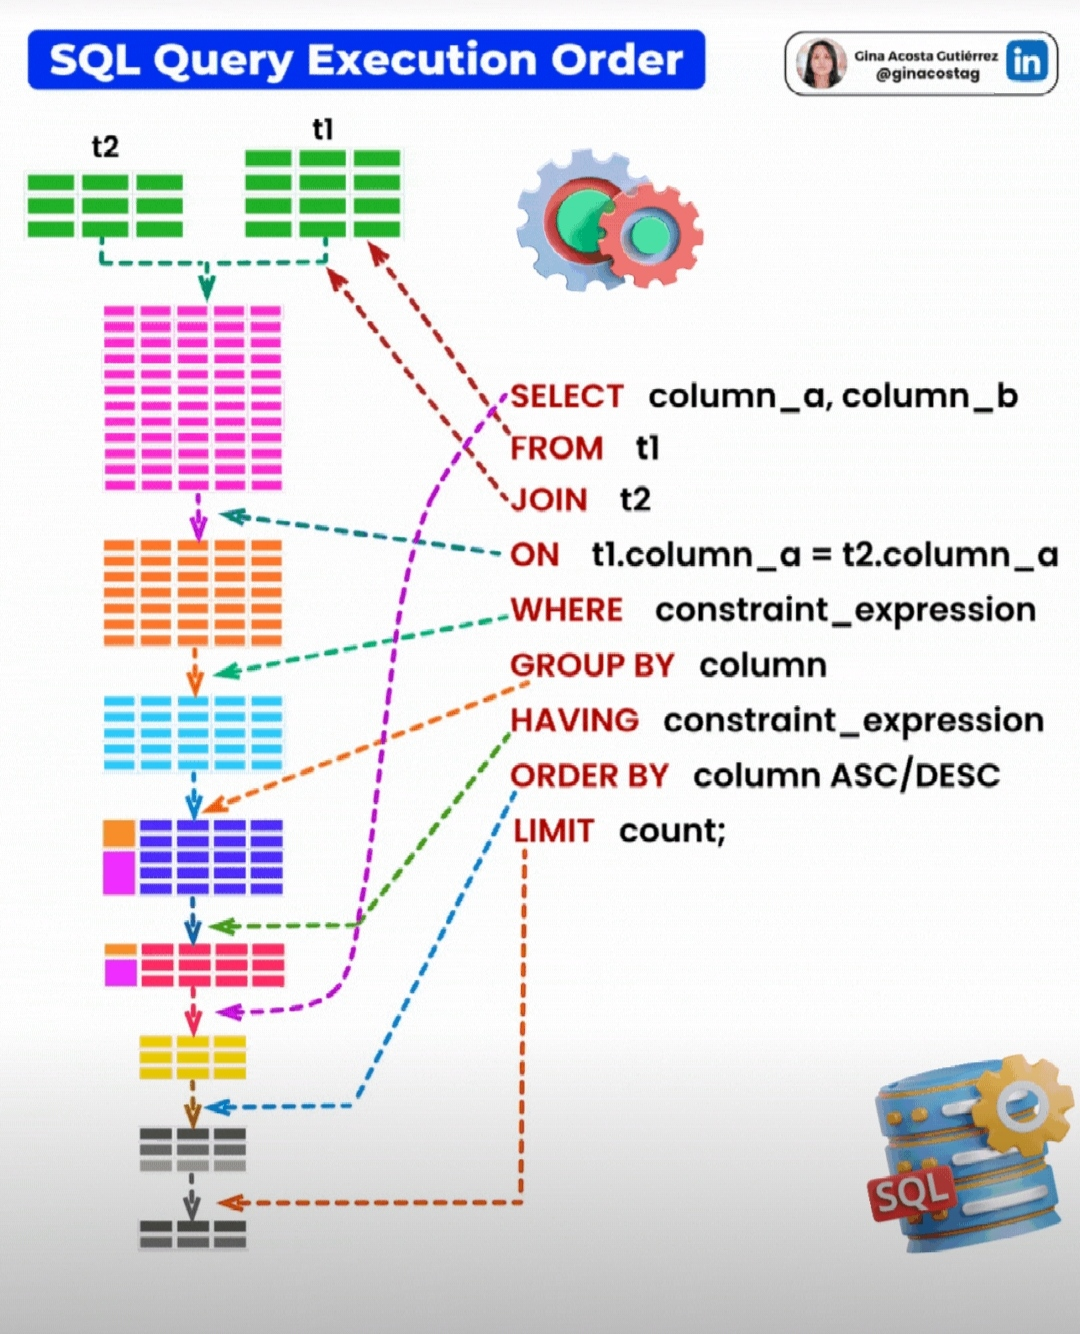 SQL Query Execution Order
Gina Acosta Gutiérrez
@ginacostag
in
t2
t1
SELECT column_a, column_b
FROM t1
JOIN t2
ON t1.column_a = t2.column_a
WHERE constraint_expression
GROUP BY column
HAVING constraint_expression
ORDER BY column ASC/DESC
LIMIT count;
SQL